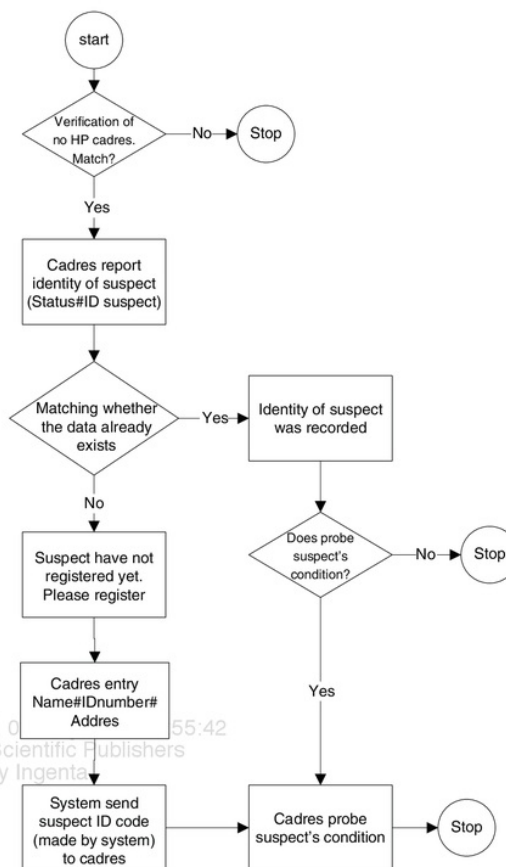 start
Verification of
no HP cadres.
Match?
No
Stop
Yes
Cadres report
identity of suspect
(Status#ID suspect)
Matching whether
the data already
exists
Yes
Identity of suspect
was recorded
No
Does probe
suspect's
condition?
No
Stop
Suspect have not
registered yet.
Please register
Yes
Cadres entry
Name#IDnumber#
Addres
55:42
Scientific Publishers
y Ingenta
System send
suspect ID code
(made by system)
to cadres
Cadres probe
suspect's condition
Stop